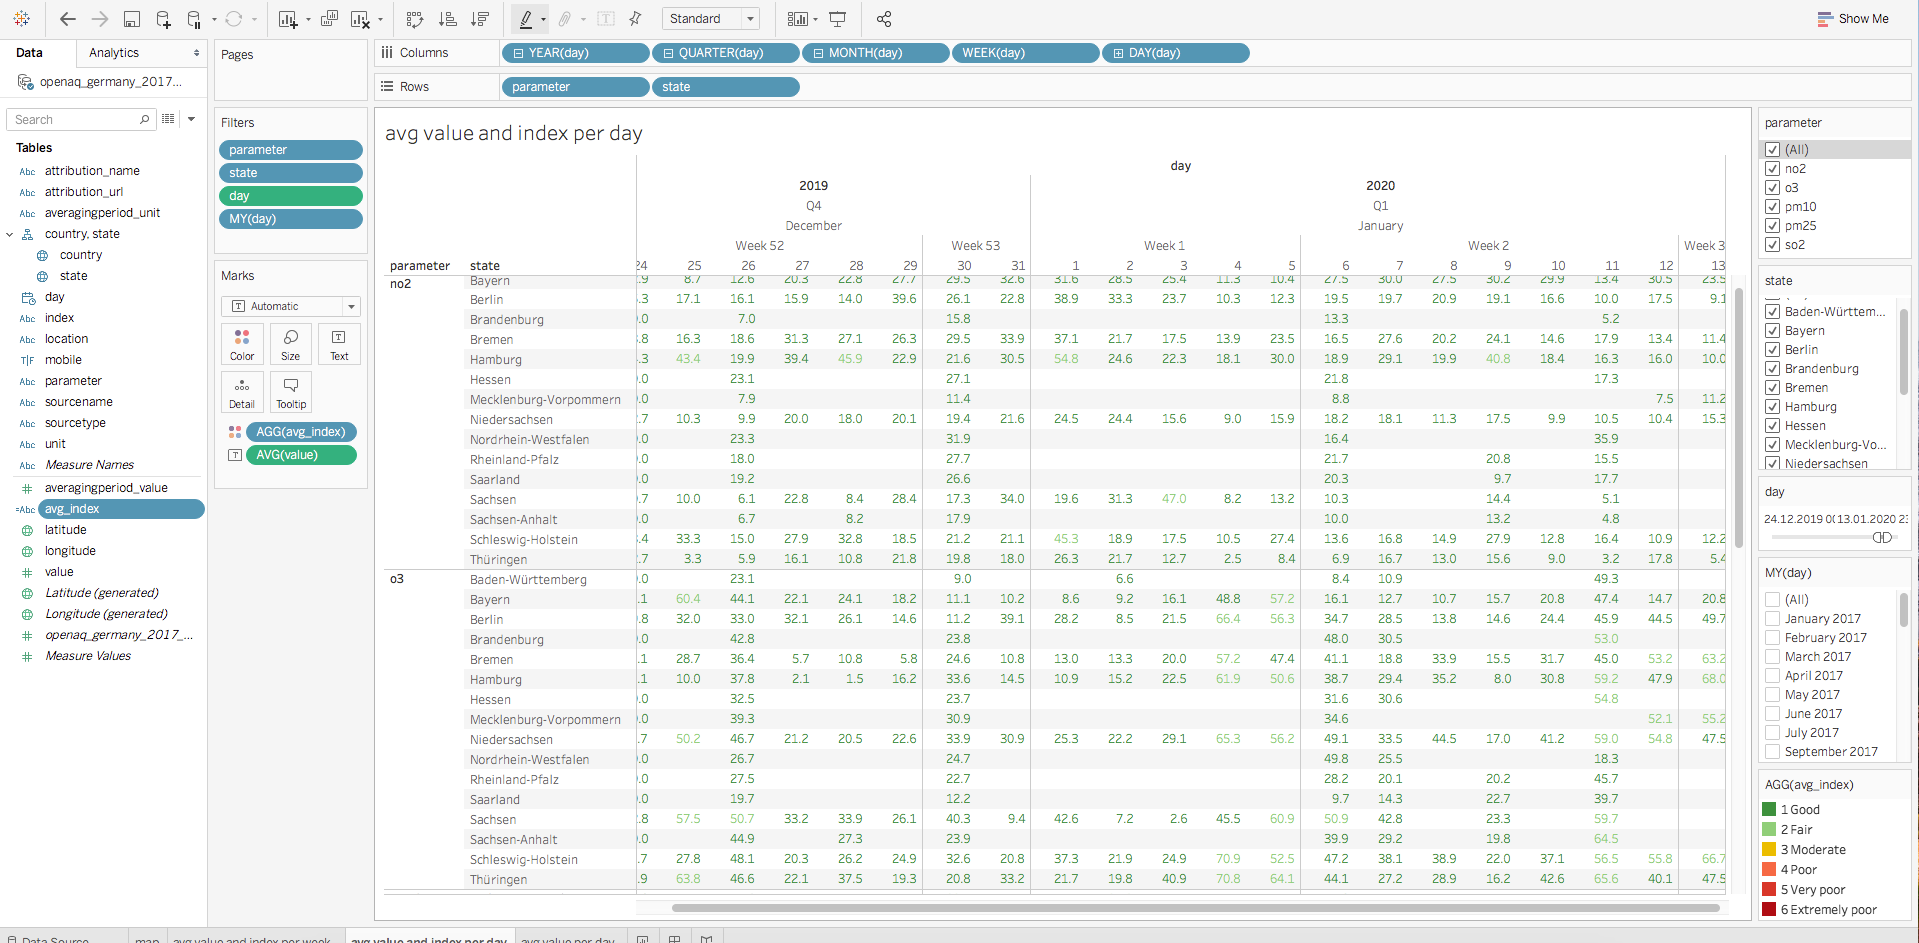 Standard
Show Me
Data
Analytics
openaq_germany_2017...
Search
Tables
Abc attribution_name
Abc attribution_url
Abc averagingperiod_unit
country, state
country
state
day
Abc index
Abc location
T|F mobile
Abc parameter
Abc sourcename
Abc sourcetype
Abc unit
Abc Measure Names
# averagingperiod_value
=Abc avg_index
latitude
longitude
# value
Latitude (generated)
Longitude (generated)
# openaq_germany_2017_...
# Measure Values
Pages
Filters
parameter
state
day
MY(day)
Marks
T Automatic
Color Size Text
Detail Tooltip
AGG(avg_index)
AVG(value)
Columns YEAR(day) QUARTER(day) MONTH(day) WEEK(day) DAY(day)
Rows parameter state
avg value and index per day
day
2019 2020
Q4 Q1
December January
Week 52 Week 53 Week 1 Week 2 Week 3
parameter state 24 25 26 27 28 29 30 31 1 2 3 4 5 6 7 8 9 10 11 12 13
no2 Bayern .9 8.7 12.6 20.3 22.8 27.7 29.5 32.6 31.6 28.5 25.4 11.3 10.4 27.5 30.0 27.5 30.2 29.9 13.4 30.5 23.5
Berlin .3 17.1 16.1 15.9 14.0 39.6 26.1 22.8 38.9 33.3 23.7 10.3 12.3 19.5 19.7 20.9 19.1 16.6 10.0 17.5 9.1
Brandenburg .0 7.0 15.8 13.3 5.2
Bremen .8 16.3 18.6 31.3 27.1 26.3 29.5 33.9 37.1 21.7 17.5 13.9 23.5 16.5 27.6 20.2 24.1 14.6 17.9 13.4 11.4
Hamburg .3 43.4 19.9 39.4 45.9 22.9 21.6 30.5 54.8 24.6 22.3 18.1 30.0 18.9 29.1 19.9 40.8 18.4 16.3 16.0 10.0
Hessen .0 23.1 27.1 21.8 17.3
Mecklenburg-Vorpommern .0 7.9 11.4 8.8 7.5 11.2
Niedersachsen .7 10.3 9.9 20.0 18.0 20.1 19.4 21.6 24.5 24.4 15.6 9.0 15.9 18.2 18.1 11.3 17.5 9.9 10.5 10.4 15.3
Nordrhein-Westfalen .0 23.3 31.9 16.4 35.9
Rheinland-Pfalz .0 18.0 27.7 21.7 20.8 15.5
Saarland .0 19.2 26.6 20.3 9.7 17.7
Sachsen .7 10.0 6.1 22.8 8.4 28.4 17.3 34.0 19.6 31.3 47.0 8.2 13.2 10.3 14.4 5.1
Sachsen-Anhalt .0 6.7 8.2 17.9 10.0 13.2 4.8
Schleswig-Holstein .4 33.3 15.0 27.9 32.8 18.5 21.2 21.1 45.3 18.9 17.5 10.5 27.4 13.6 16.8 14.9 27.9 12.8 16.4 10.9 12.2
Thüringen .7 3.3 5.9 16.1 10.8 21.8 19.8 18.0 26.3 21.7 12.7 2.5 8.4 6.9 16.7 13.0 15.6 9.0 3.2 17.8 5.4
o3 Baden-Württemberg .0 23.1 9.0 6.6 8.4 10.9 49.3
Bayern .1 60.4 44.1 22.1 24.1 18.2 11.1 10.2 8.6 9.2 16.1 48.8 57.2 16.1 12.7 10.7 15.7 20.8 47.4 14.7 20.8
Berlin .8 32.0 33.0 32.1 26.1 14.6 11.2 39.1 28.2 8.5 21.5 66.4 56.3 34.7 28.5 13.8 14.6 24.4 45.9 44.5 49.7
Brandenburg .8 42.8 23.8 48.0 30.5 53.0
Bremen .1 28.7 36.4 5.7 10.8 5.8 24.6 10.8 13.0 13.3 20.0 57.2 47.4 41.1 18.8 33.9 15.5 31.7 45.0 53.2 63.2
Hamburg .1 10.0 37.8 2.1 1.5 16.2 33.6 14.5 10.9 15.2 22.5 61.9 50.6 38.7 29.4 35.2 8.0 30.8 59.2 47.9 68.0
Hessen .0 32.5 23.7 31.6 30.6 54.8
Mecklenburg-Vorpommern .0 39.3 30.9 34.6 52.1 55.2
Niedersachsen .7 50.2 46.7 21.2 20.5 22.6 33.9 30.9 25.3 22.2 29.1 65.3 56.2 49.1 33.5 44.5 17.0 41.2 59.0 54.8 47.5
Nordrhein-Westfalen .0 26.7 24.7 49.8 25.5 18.3
Rheinland-Pfalz .0 27.5 22.7 28.2 20.1 20.2 45.7
Saarland .0 19.7 12.2 9.7 14.3 22.7 39.7
Sachsen .8 57.5 50.7 33.2 33.9 26.1 40.3 9.4 42.6 7.2 2.6 45.5 60.9 50.9 42.8 23.3 59.7
Sachsen-Anhalt .0 44.9 27.3 23.9 39.9 29.2 19.8 64.5
Schleswig-Holstein .7 27.8 48.1 20.3 26.2 24.9 32.6 20.8 37.3 21.9 24.9 70.9 52.5 47.2 38.1 38.9 22.0 37.1 56.5 55.8 66.7
Thüringen .9 63.8 46.6 22.1 37.5 19.3 20.8 33.2 21.7 19.8 40.9 70.8 64.1 44.1 27.2 28.9 16.2 42.6 65.6 40.1 47.5
parameter
(All)
no2
o3
pm10
pm25
so2
state
Baden-Württem...
Bayern
Berlin
Brandenburg
Bremen
Hamburg
Hessen
Mecklenburg-Vo...
Niedersachsen
day
24.12.2019 0 13.01.2020 23
MY(day)
(All)
January 2017
February 2017
March 2017
April 2017
May 2017
June 2017
July 2017
September 2017
AGG(avg_index)
1 Good
2 Fair
3 Moderate
4 Poor
5 Very poor
6 Extremely poor
Data Source map avg value and index per week avg value and index per day avg value per day